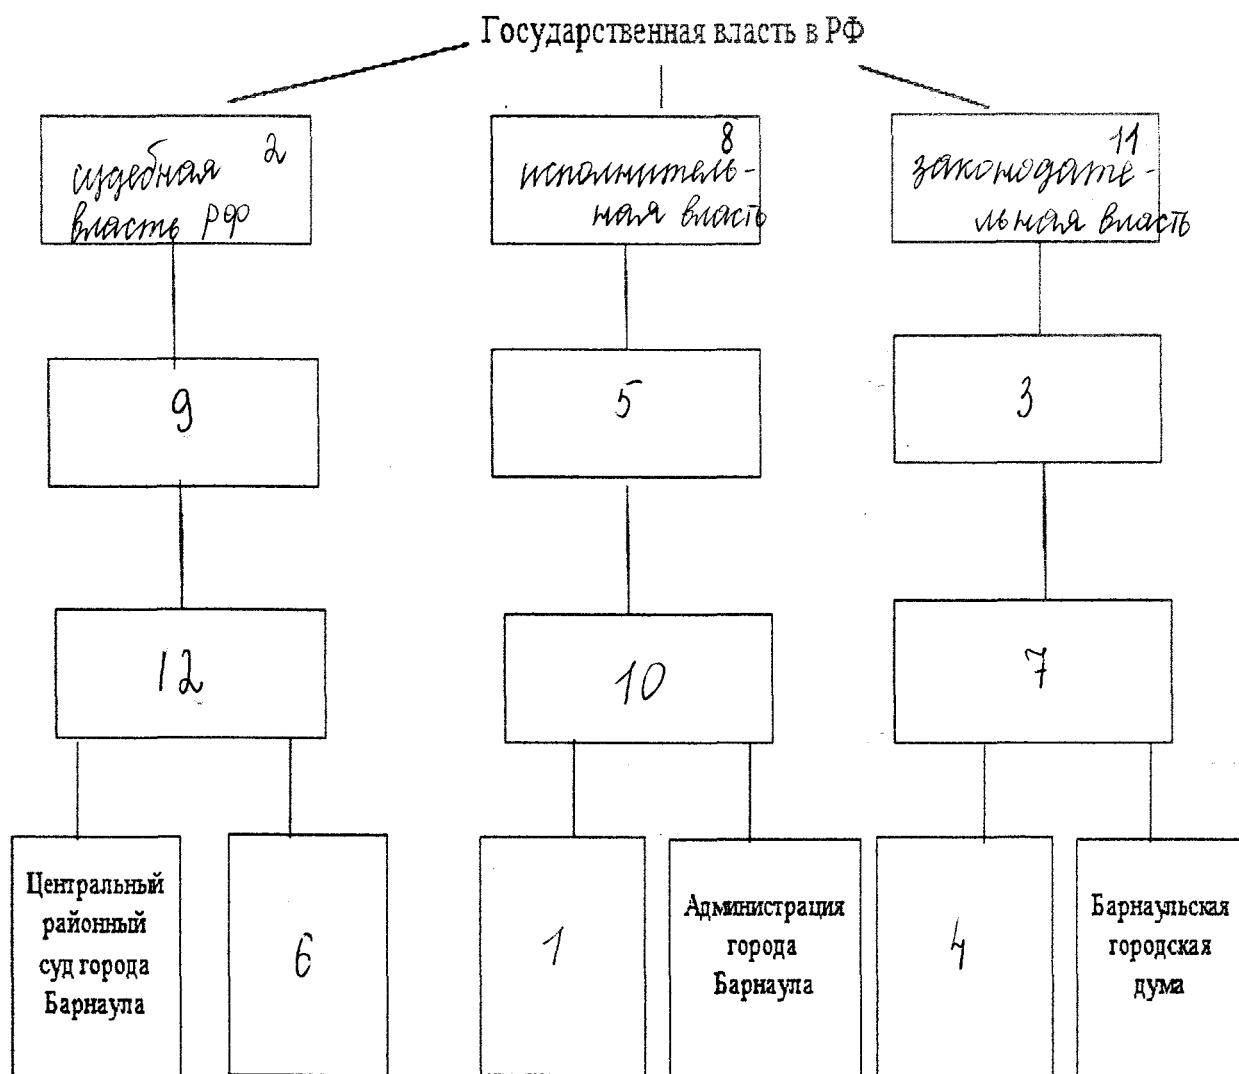 Государственная власть в РФ
2
судебная
власть РФ
8
исполнитель-
ная власть
11
законодате-
льная власть
9
5
3
12
10
7
Центральный
районный
суд города
Барнаула
6
1
Администрация
города
Барнаула
4
Барнаульская
городская
дума